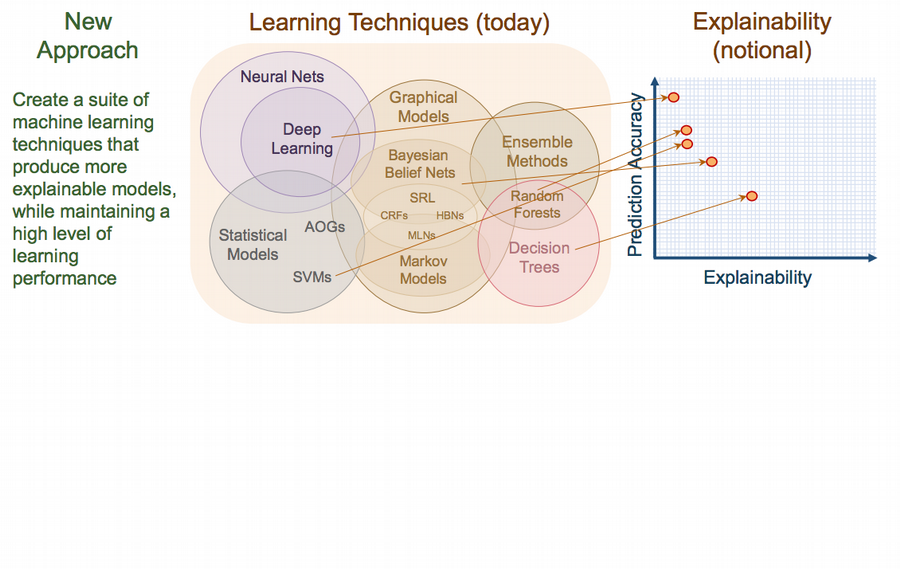 New
Approach
Create a suite of
machine learning
techniques that
produce more
explainable models,
while maintaining a
high level of
learning
performance
Learning Techniques (today)
Neural Nets
Deep
Learning
Graphical
Models
Bayesian
Belief Nets
SRL
CRFs HBNs
MLNs
Markov
Models
Ensemble
Methods
Random
Forests
Decision
Trees
Statistical
Models
AOGs
SVMs
Explainability
(notional)
Prediction Accuracy
Explainability